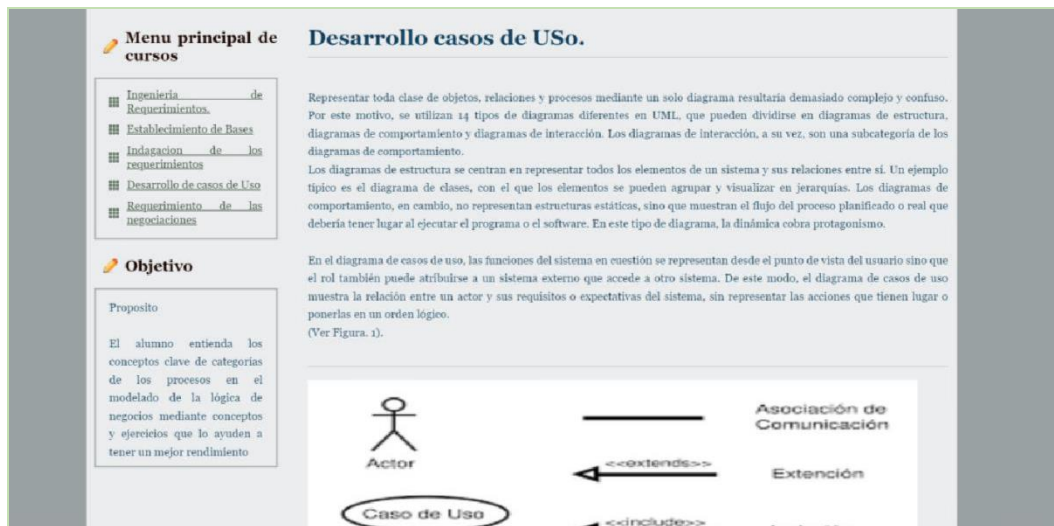 Menu principal de
cursos
Ingenieria de
Requerimientos.
Establecimiento de Bases
Indagacion de los
requerimientos
Desarrollo de casos de Uso
Requerimiento de las
negociaciones
Objetivo
Proposito
El alumno entienda los
conceptos clave de categorias
de los procesos en el
modelado de la lógica de
negocios mediante conceptos
y ejercicios que lo ayuden a
tener un mejor rendimiento
Desarrollo casos de USo.
Representar toda clase de objetos, relaciones y procesos mediante un solo diagrama resultaria demasiado complejo y confuso.
Por este motivo, se utilizan 14 tipos de diagramas diferentes en UML, que pueden dividirse en diagramas de estructura,
diagramas de comportamiento y diagramas de interacción. Los diagramas de interacción, a su vez, son una subcategoría de los
diagramas de comportamiento.
Los diagramas de estructura se centran en representar todos los elementos de un sistema y sus relaciones entre sí. Un ejemplo
típico es el diagrama de clases, con el que los elementos se pueden agrupar y visualizar en jerarquías. Los diagramas de
comportamiento, en cambio, no representan estructuras estáticas, sino que muestran el flujo del proceso planificado o real que
debería tener lugar al ejecutar el programa o el software. En este tipo de diagrama, la dinámica cobra protagonismo.
En el diagrama de casos de uso, las funciones del sistema en cuestión se representan desde el punto de vista del usuario sino que
el rol también puede atribuirse a un sistema externo que accede a otro sistema. De este modo, el diagrama de casos de uso
muestra la relación entre un actor y sus requisitos o expectativas del sistema, sin representar las acciones que tienen lugar o
ponerlas en un orden lógico.
(Ver Figura. 1).
Asociación de
Comunicación
Actor
<<extends>>
Extención
Caso de Uso
<<include>>